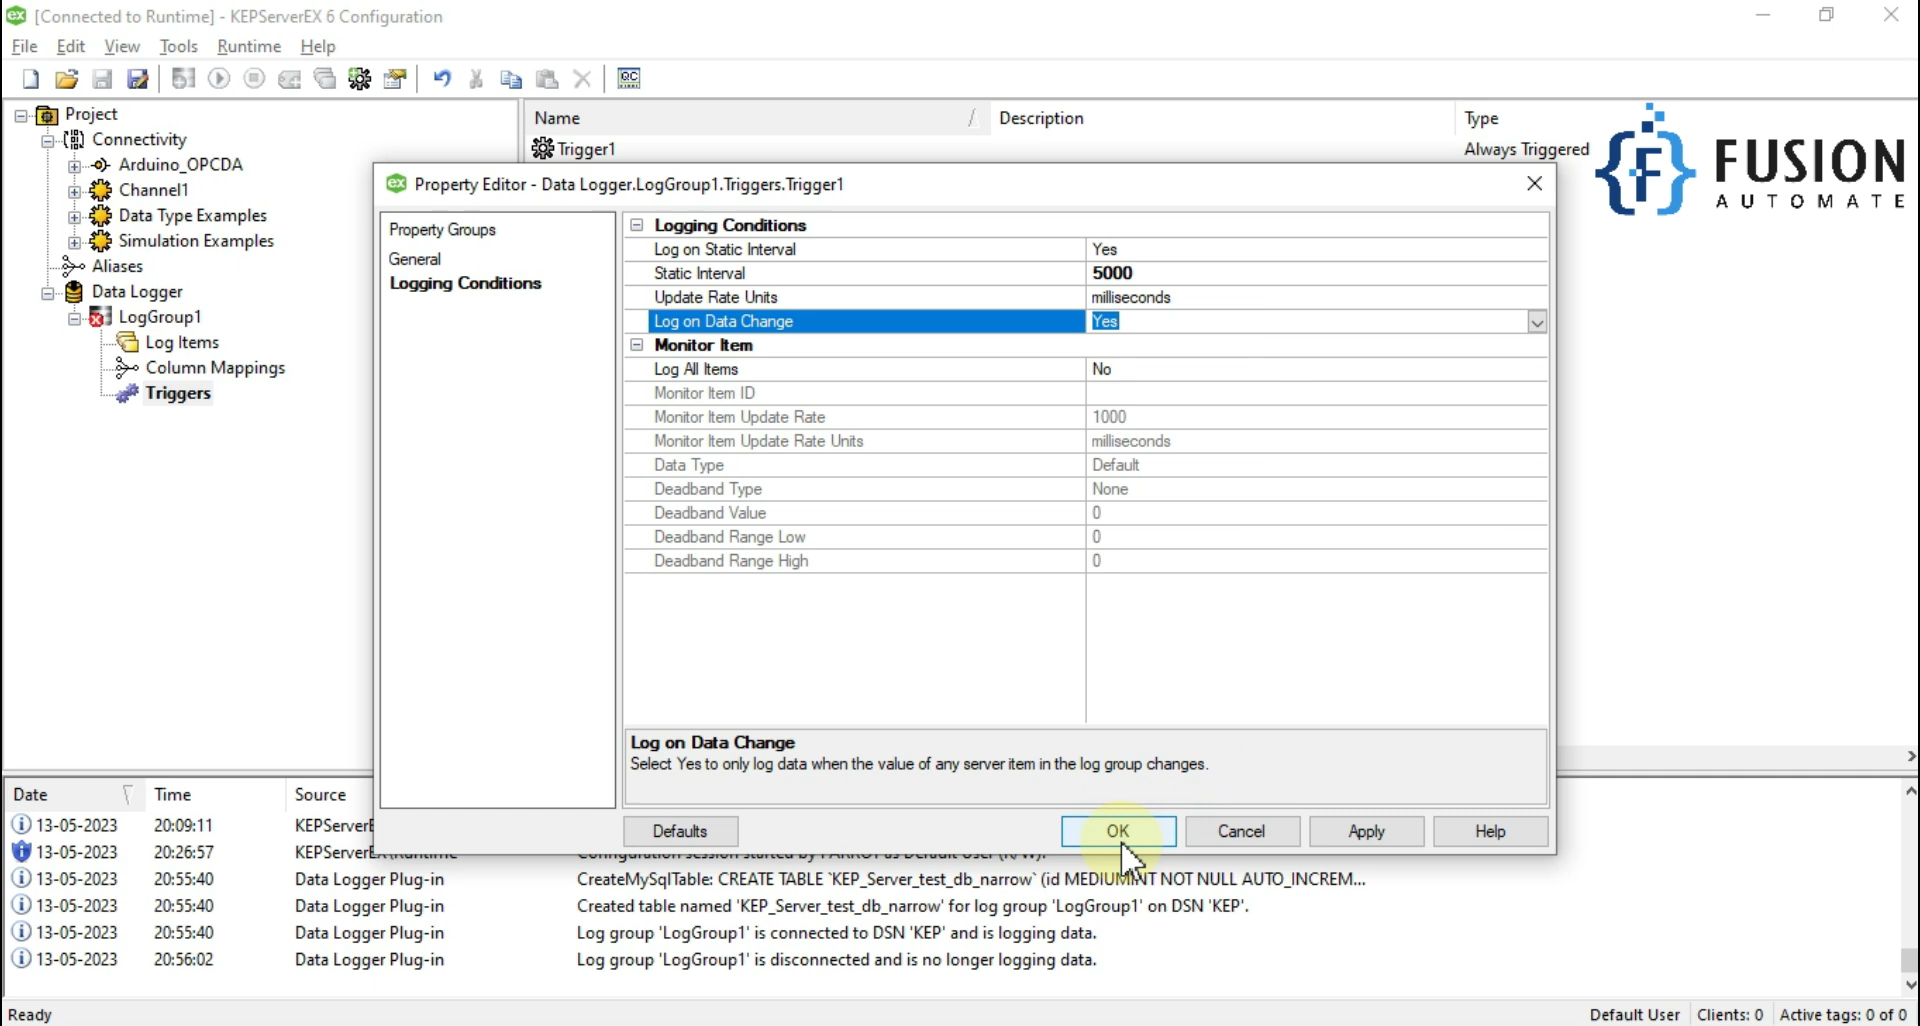 [Connected to Runtime] - KEPServerEX 6 Configuration
File Edit View Tools Runtime Help
Project
Connectivity
Arduino_OPCDA
Channel1
Data Type Examples
Simulation Examples
Aliases
Data Logger
LogGroup1
Log Items
Column Mappings
Triggers
Name Description Type
Trigger1 Always Triggered
FUSION
AUTOMATE
Property Editor - Data Logger.LogGroup1.Triggers.Trigger1
Property Groups
General
Logging Conditions
Logging Conditions
Log on Static Interval Yes
Static Interval 5000
Update Rate Units milliseconds
Log on Data Change Yes
Monitor Item
Log All Items No
Monitor Item ID
Monitor Item Update Rate 1000
Monitor Item Update Rate Units milliseconds
Data Type Default
Deadband Type None
Deadband Value 0
Deadband Range Low 0
Deadband Range High 0
Log on Data Change
Select Yes to only log data when the value of any server item in the log group changes.
Defaults OK Cancel Apply Help
Date Time Source
13-05-2023 20:09:11 KEPServerE
13-05-2023 20:26:57
13-05-2023 20:55:40 Data Logger Plug-in CreateMySqlTable: CREATE TABLE `KEP_Server_test_db_narrow` (id MEDIUMINT NOT NULL AUTO_INCREM...
13-05-2023 20:55:40 Data Logger Plug-in Created table named 'KEP_Server_test_db_narrow' for log group 'LogGroup1' on DSN 'KEP'.
13-05-2023 20:55:40 Data Logger Plug-in Log group 'LogGroup1' is connected to DSN 'KEP' and is logging data.
13-05-2023 20:56:02 Data Logger Plug-in Log group 'LogGroup1' is disconnected and is no longer logging data.
Ready Default User Clients: 0 Active tags: 0 of 0